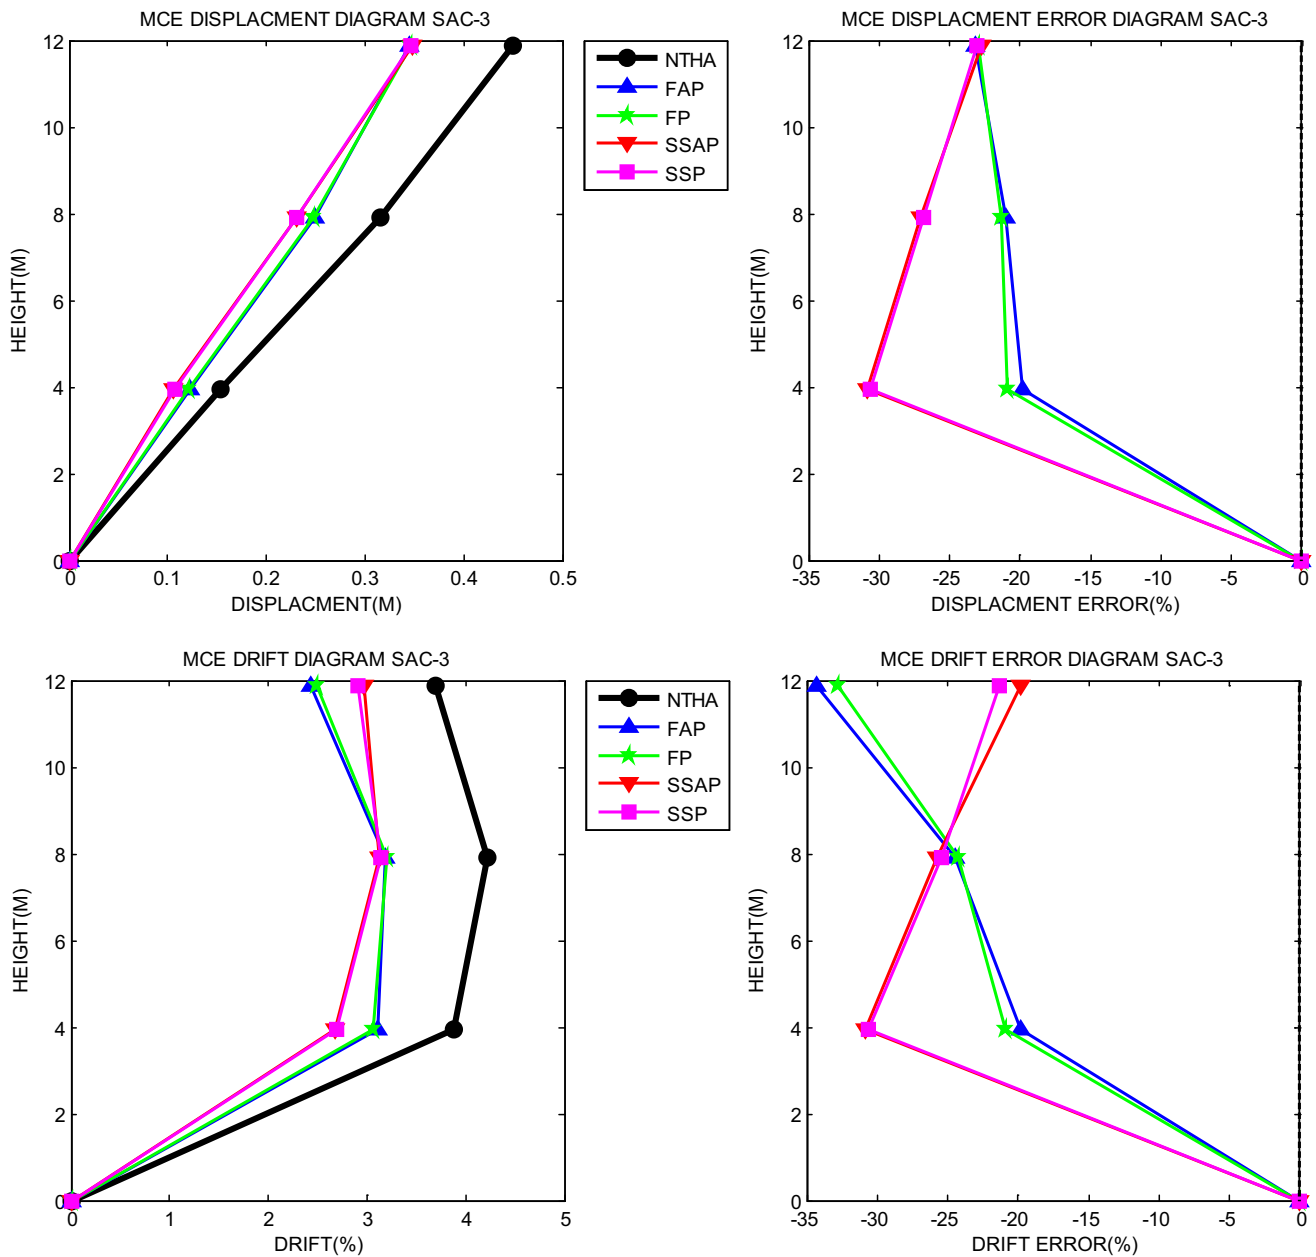 MCE DISPLACMENT DIAGRAM SAC-3
12
10
8
6
4
2
0
0
0.1
0.2
0.3
0.4
0.5
HEIGHT(M)
DISPLACMENT(M)
NTHA
FAP
FP
SSAP
SSP
MCE DISPLACMENT ERROR DIAGRAM SAC-3
12
10
8
6
4
2
0
-35
-30
-25
-20
-15
-10
-5
0
HEIGHT(M)
DISPLACMENT ERROR(%)
MCE DRIFT DIAGRAM SAC-3
12
10
8
6
4
2
0
0
1
2
3
4
5
HEIGHT(M)
DRIFT(%)
NTHA
FAP
FP
SSAP
SSP
MCE DRIFT ERROR DIAGRAM SAC-3
12
10
8
6
4
2
0
-35
-30
-25
-20
-15
-10
-5
0
HEIGHT(M)
DRIFT ERROR(%)